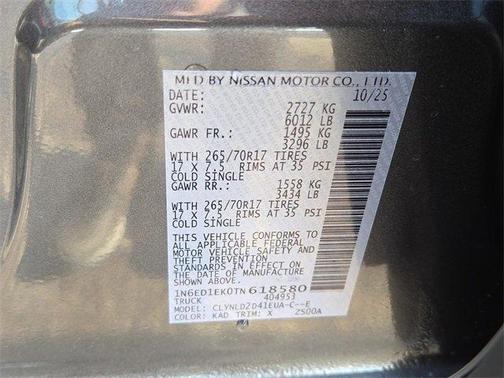 MFD BY NISSAN MOTOR CO., LTD.
DATE: 10/25
GVWR: 2727 KG
6012 LB
GAWR FR.: 1495 KG
3296 LB
WITH 265/70R17 TIRES
17 X 7.5 RIMS AT 35 PSI
COLD SINGLE
GAWR RR.: 1558 KG
3434 LB
WITH 265/70R17 TIRES
17 X 7.5 RIMS AT 35 PSI
COLD SINGLE
THIS VEHICLE CONFORMS TO
ALL APPLICABLE FEDERAL
MOTOR VEHICLE SAFETY AND
THEFT PREVENTION
STANDARDS IN EFFECT ON
THE DATE OF MANUFACTURE
SHOWN ABOVE.
1N6ED1EK0TN618580
TRUCK 404953
MODEL: CLYNLD2D41EUA-C--E
COLOR: KAD TRIM: X 2S00A